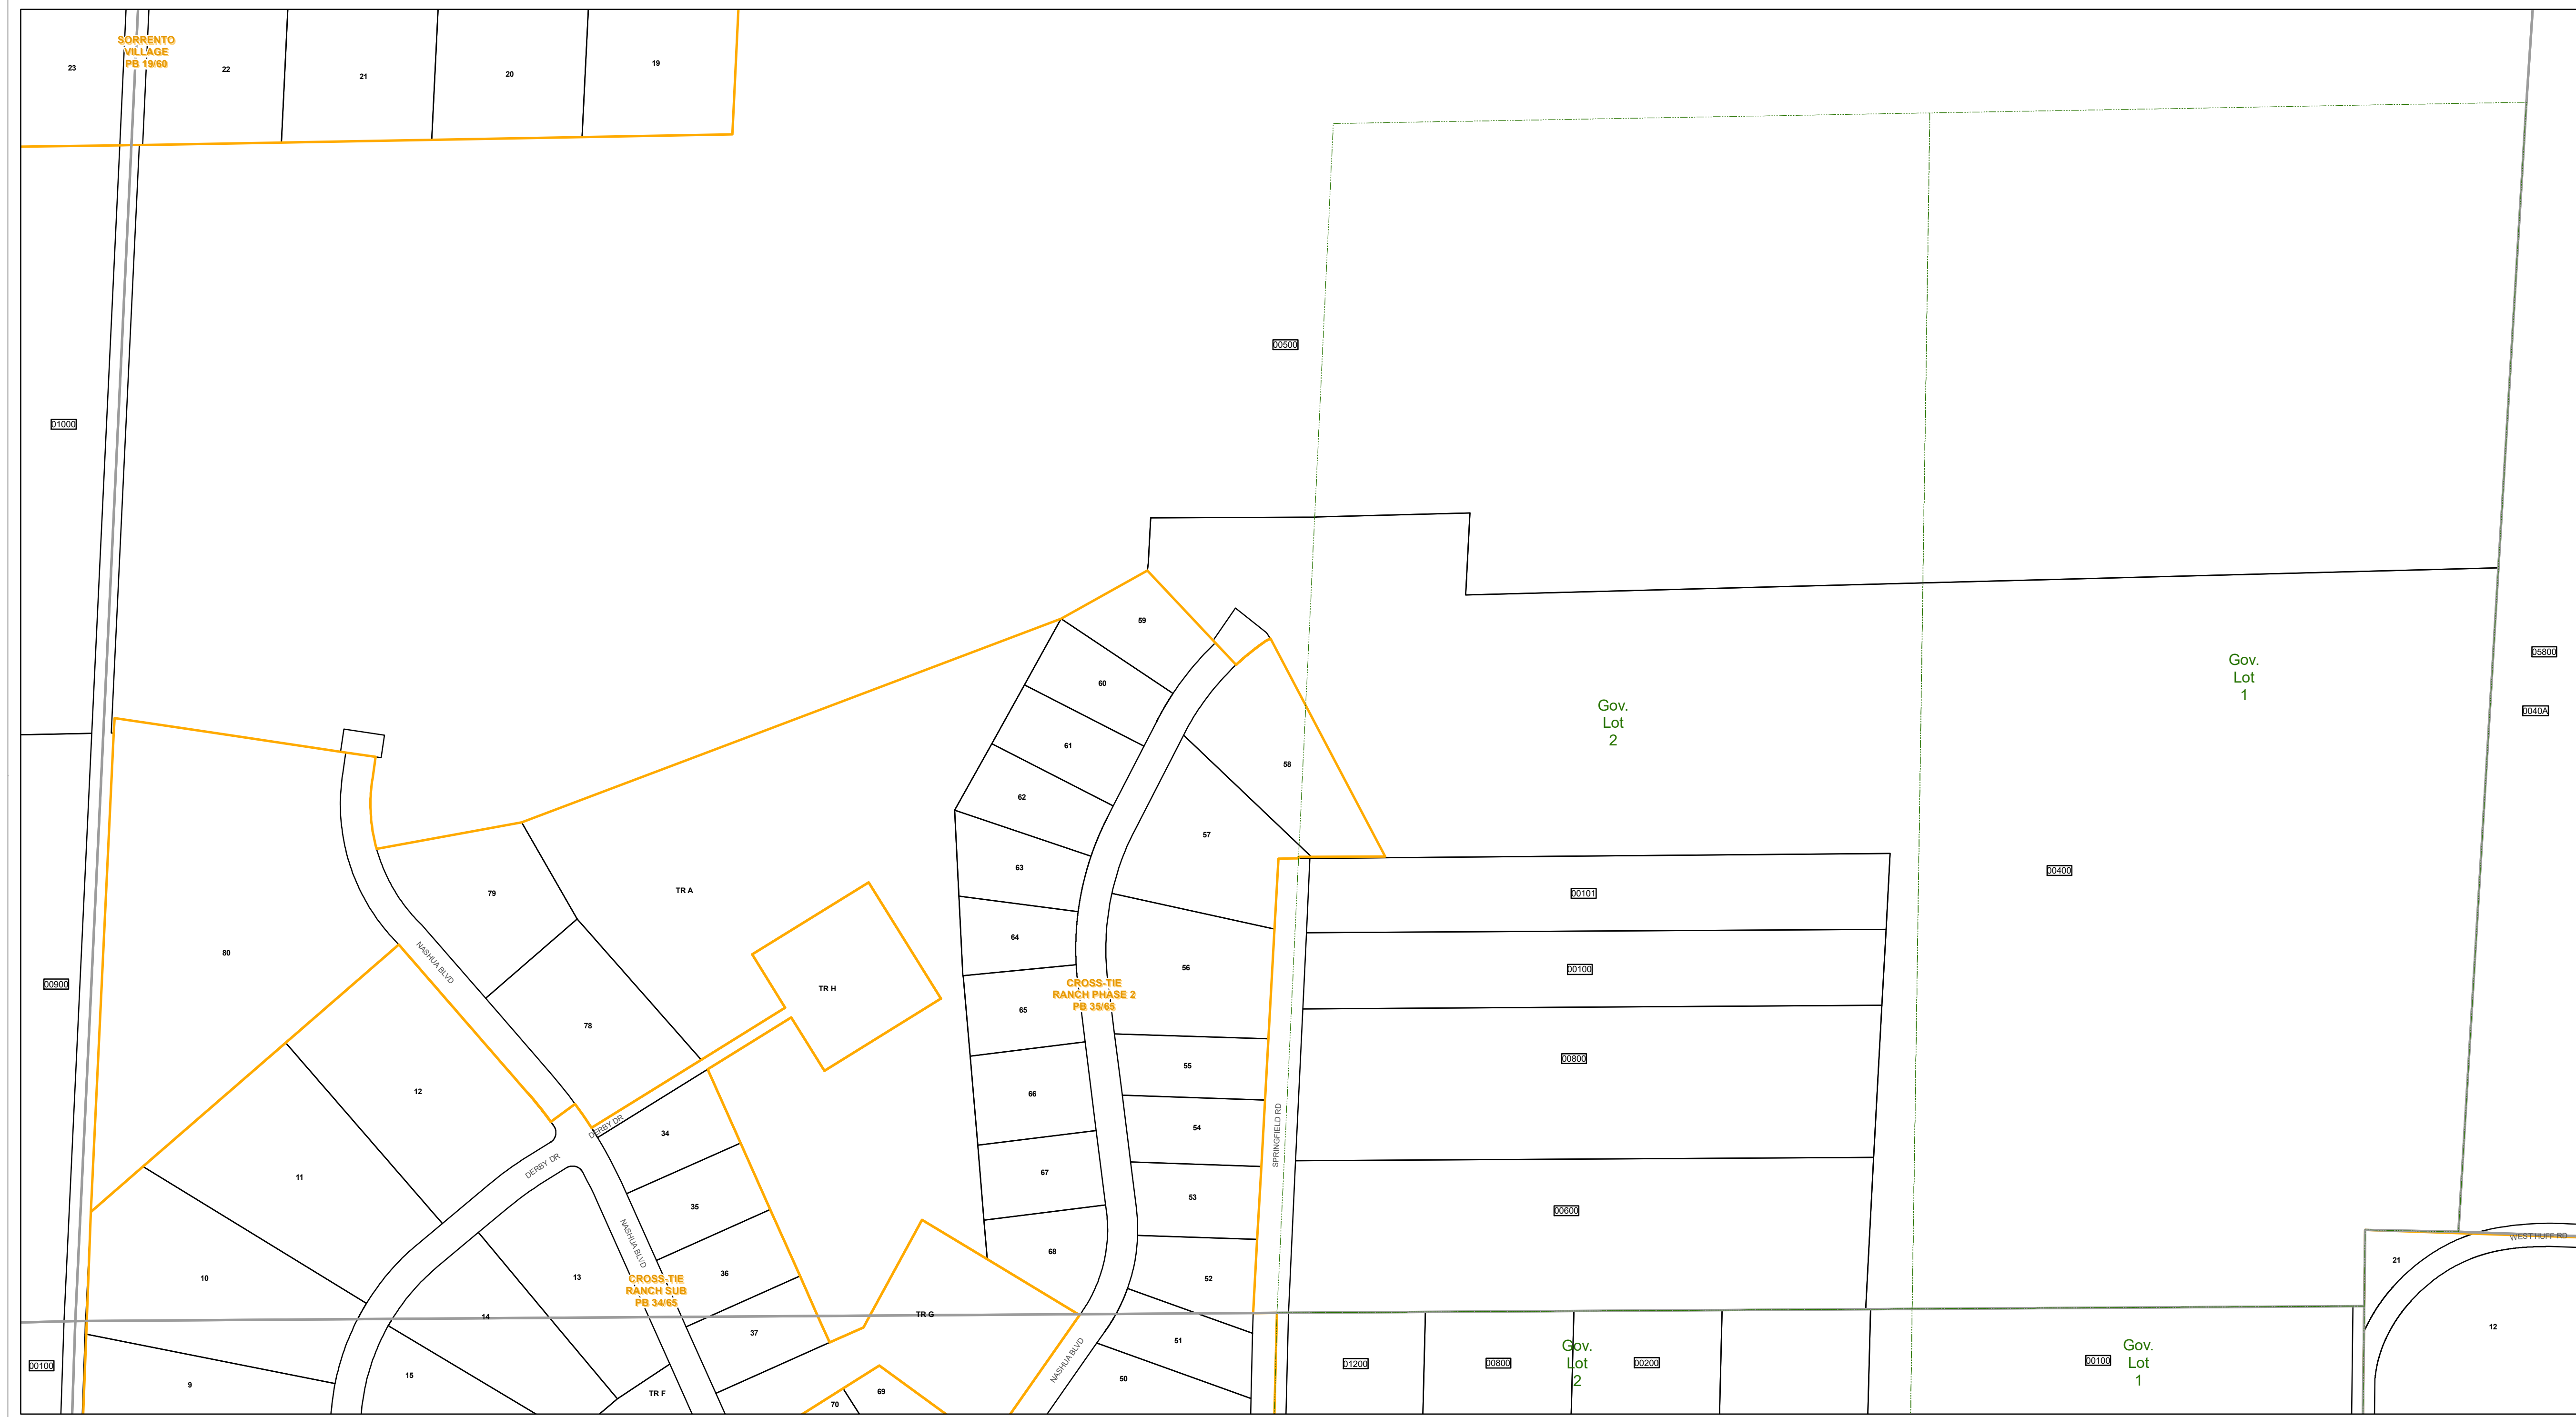 SORRENTO
VILLAGE
PB 19/60
23
22
21
20
19
00500
01000
59
60
61
62
63
64
65
66
67
68
58
57
56
55
54
53
52
51
50
Gov.
Lot
2
Gov.
Lot
1
05800
0040A
00400
00101
00100
00800
00600
79
TR A
80
NASHUA BLVD
TR H
78
CROSS-TIE
RANCH PHASE 2
PB 35/65
00900
12
11
10
DERBY DR
DERBY DR
34
35
36
37
NASHUA BLVD
SPRINGFIELD RD
13
14
CROSS-TIE
RANCH SUB
PB 34/65
TR G
WEST HUFF RD
21
12
00100
9
15
TR F
70
69
NASHUA BLVD
01200
00800
Gov.
Lot
2
00200
00100
Gov.
Lot
1